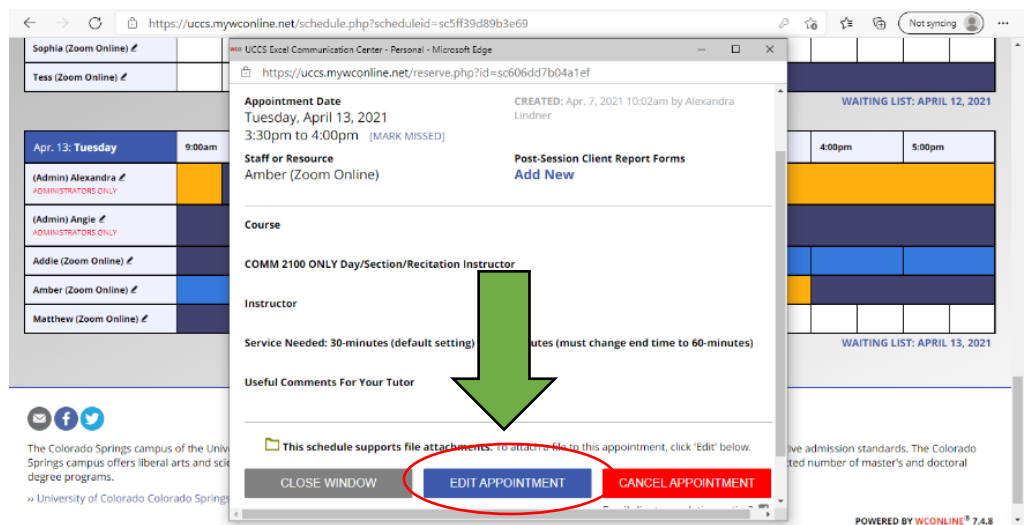 https://uccs.mywconline.net/schedule.php?scheduleid=sc5ff39d89b3e69
Not syncing
Sophia (Zoom Online)
Tess (Zoom Online)
WAITING LIST: APRIL 12, 2021
Apr. 13: Tuesday 9:00am 4:00pm 5:00pm
(Admin) Alexandra
ADMINISTRATORS ONLY
(Admin) Angie
ADMINISTRATORS ONLY
Addie (Zoom Online)
Amber (Zoom Online)
Matthew (Zoom Online)
WAITING LIST: APRIL 13, 2021
wco UCCS Excel Communication Center - Personal - Microsoft Edge
https://uccs.mywconline.net/reserve.php?id=sc606dd7b04a1ef
Appointment Date
Tuesday, April 13, 2021
3:30pm to 4:00pm [MARK MISSED]
CREATED: Apr. 7, 2021 10:02am by Alexandra
Lindner
Staff or Resource
Amber (Zoom Online)
Post-Session Client Report Forms
Add New
Course
COMM 2100 ONLY Day/Section/Recitation Instructor
Instructor
Service Needed: 30-minutes (default setting) utes (must change end time to 60-minutes)
Useful Comments For Your Tutor
This schedule supports file attachments. To attach a file to this appointment, click 'Edit' below.
CLOSE WINDOW EDIT APPOINTMENT CANCEL APPOINTMENT
The Colorado Springs campus of the Univ ive admission standards. The Colorado
Springs campus offers liberal arts and scie ted number of master's and doctoral
degree programs.
» University of Colorado Colorado Springs
POWERED BY WCONLINE® 7.4.8